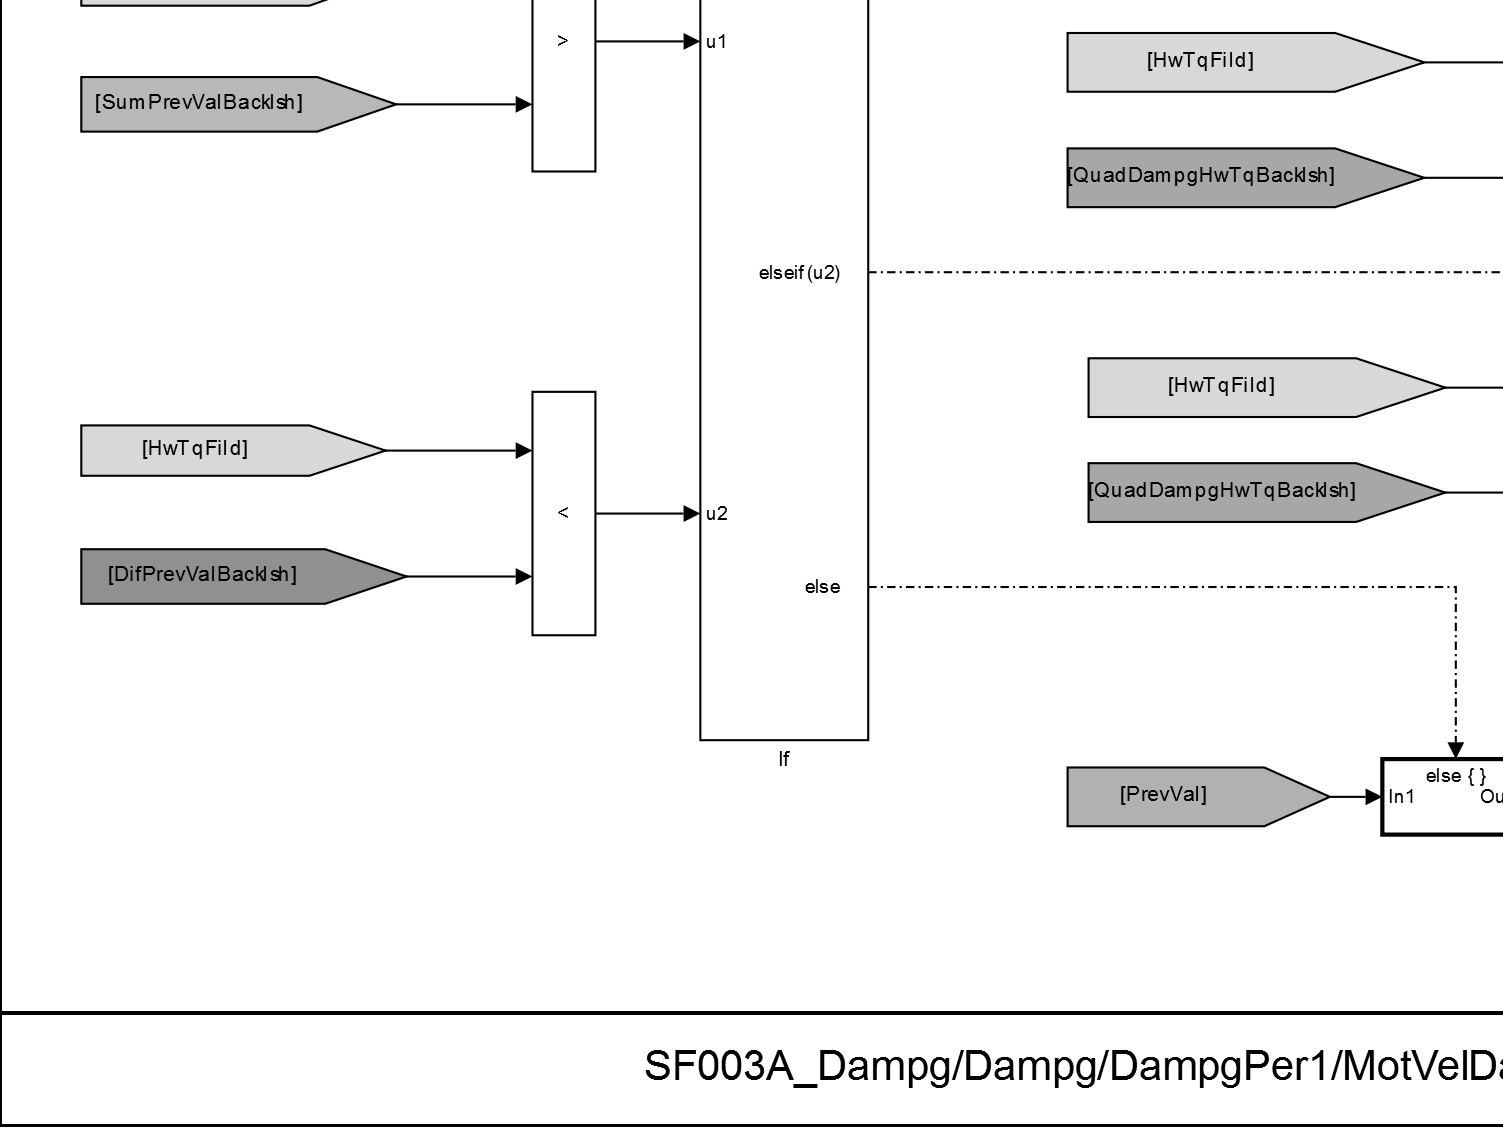 >
u1
[HwTqFild]
[SumPrevValBacklsh]
[QuadDampgHwTqBacklsh]
elseif(u2)
[HwTqFild]
[HwTqFild]
[QuadDampgHwTqBacklsh]
<
u2
[DifPrevValBacklsh]
else
If
else { }
[PrevVal]
In1
Ou
SF003A_Dampg/Dampg/DampgPer1/MotVelDa